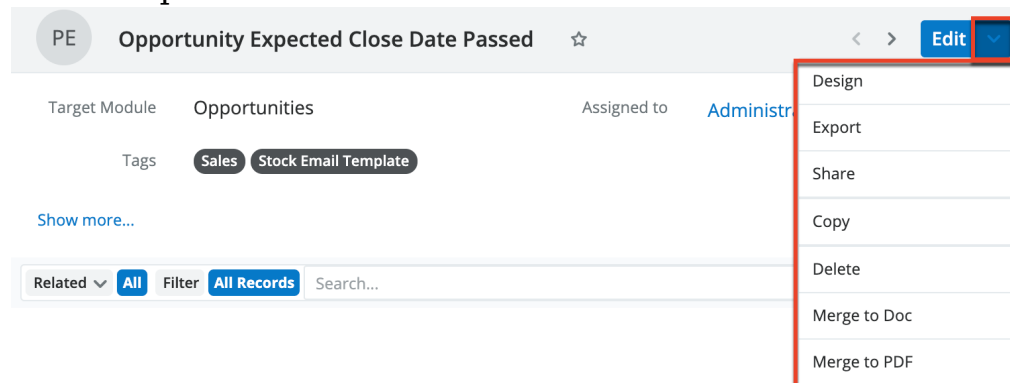 PE Opportunity Expected Close Date Passed Edit
Target Module Opportunities Assigned to
Tags Sales Stock Email Template
Show more...
Related All Filter All Records Search...
Design
Export
Share
Copy
Delete
Merge to Doc
Merge to PDF